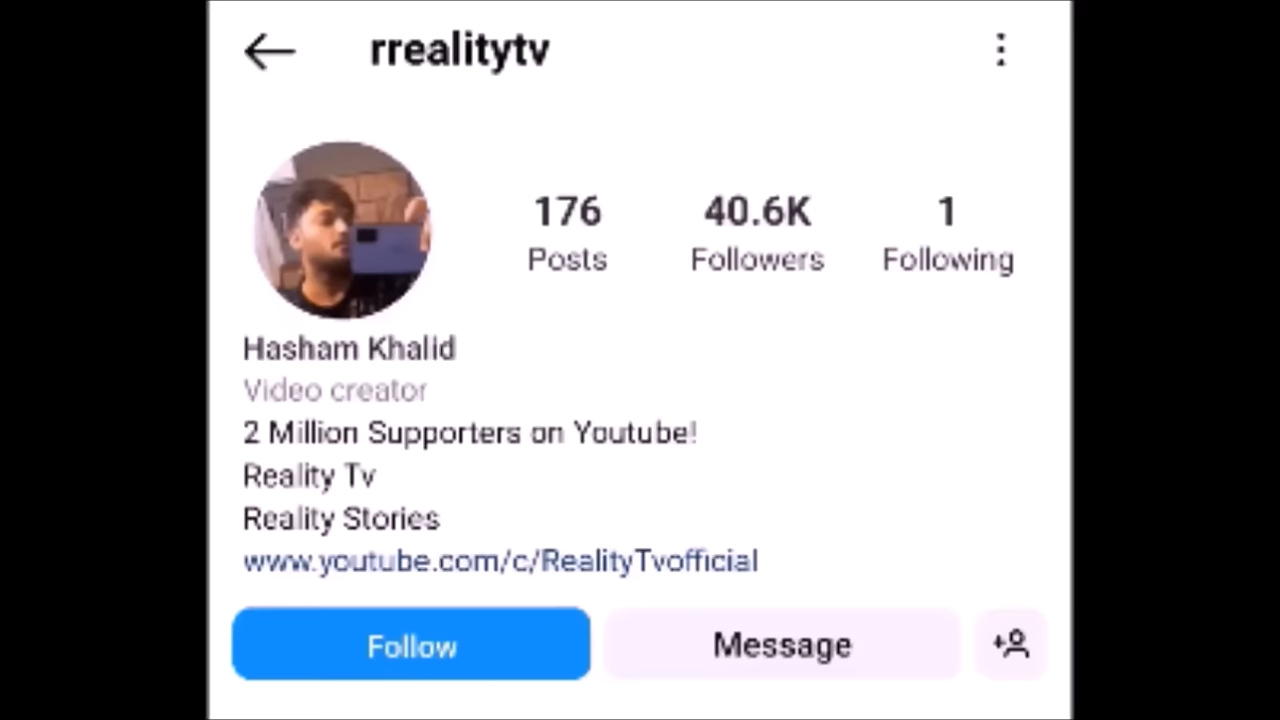 rrealitytv
176 40.6K 1
Posts Followers Following
Hasham Khalid
Video creator
2 Million Supporters on Youtube!
Reality Tv
Reality Stories
www.youtube.com/c/RealityTvofficial
Follow Message